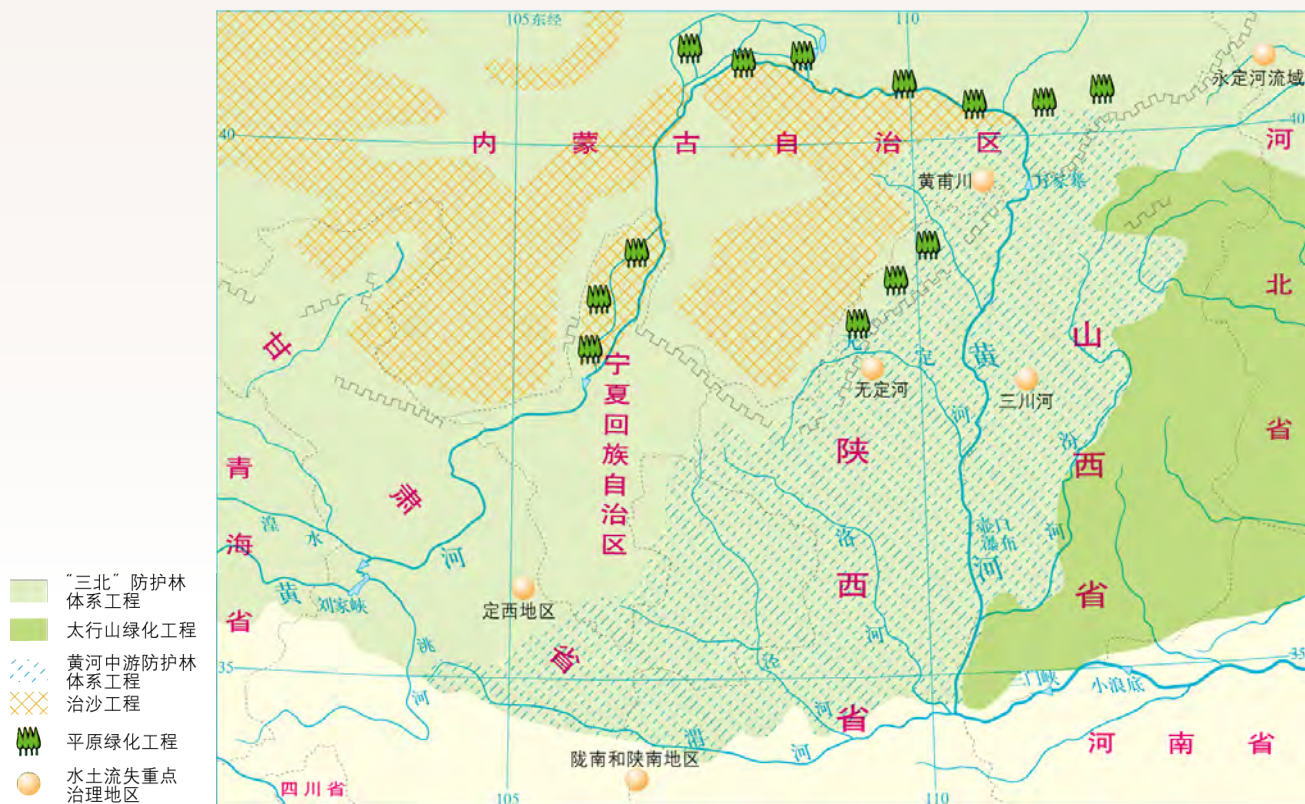 105东经
110
永定河流域
40
40
内蒙古自治区
河
黄甫川
万家寨
北
省
甘
肃
省
山
西
省
宁夏回族自治区
无
定
河
黄
河
无定河
三川河
汾
河
陕
西
省
青
海
省
湟水
河
黄
刘家峡
洮
河
定西地区
洛
河
壶口
瀑布
泾
河
35
35
三门峡
小浪底
渭
河
陇南和陕南地区
河南省
四川省
105
110
“三北”防护林
体系工程
太行山绿化工程
黄河中游防护林
体系工程
治沙工程
平原绿化工程
水土流失重点
治理地区